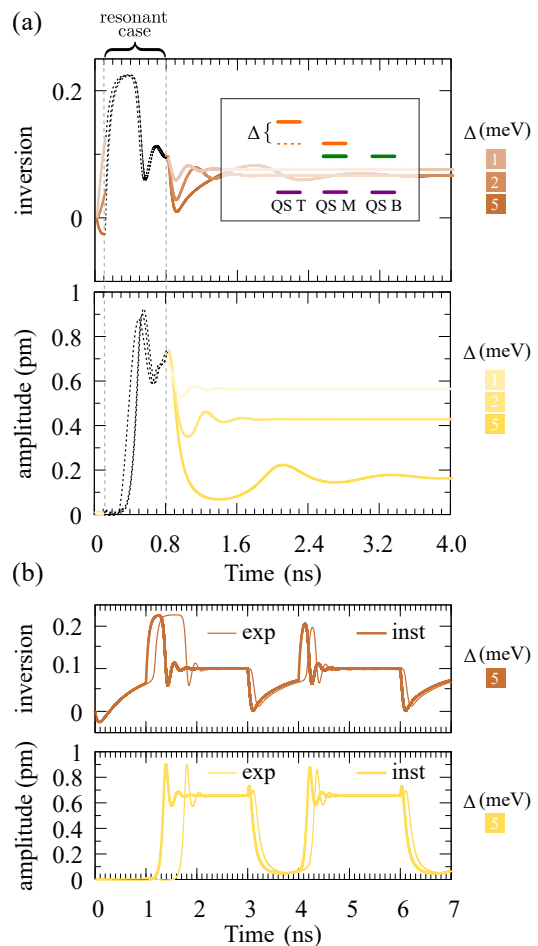 resonant
case
(a)
0.2
0
inversion
Δ {
QS T QS M QS B
Δ (meV)
1
2
5
1
0.8
0.6
0.4
0.2
0
amplitude (pm)
Δ (meV)
1
2
5
0 0.8 1.6 2.4 3.2 4.0
Time (ns)
(b)
0.2
0.1
0
inversion
exp inst
Δ (meV)
5
1
0.8
0.6
0.4
0.2
0
amplitude (pm)
exp inst
Δ (meV)
5
0 1 2 3 4 5 6 7
Time (ns)